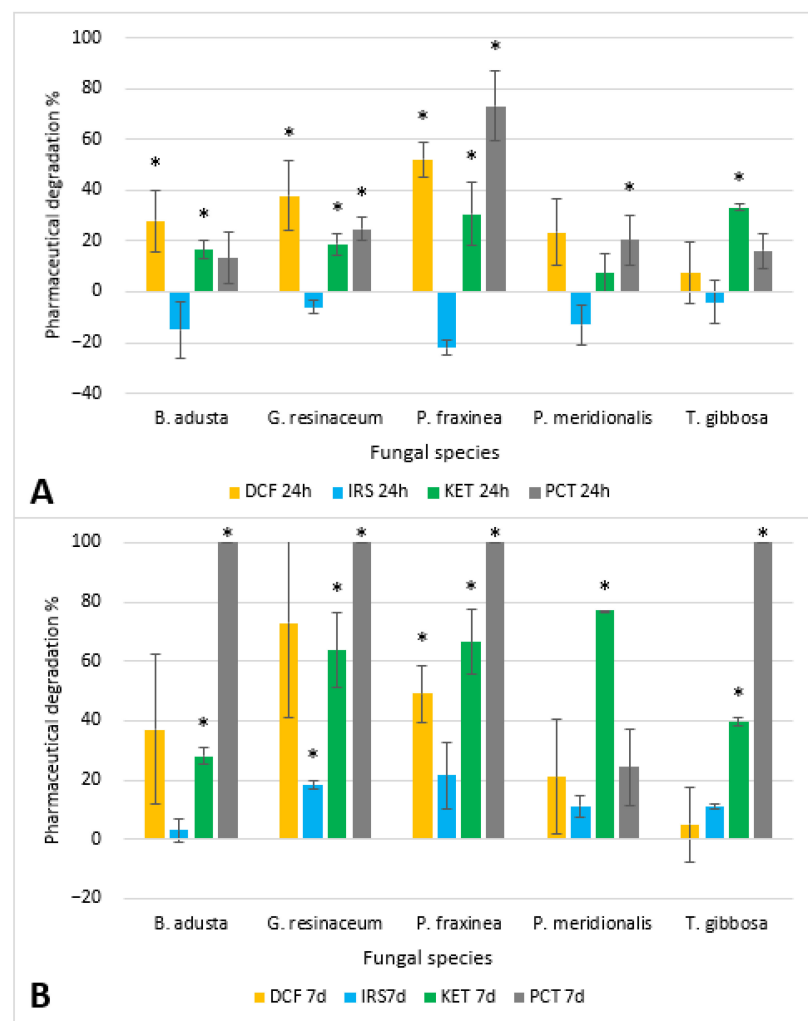 Pharmaceutical degradation %
100
80
60
40
20
0
−20
−40
* * * * * * * * * *
B. adusta G. resinaceum P. fraxinea P. meridionalis T. gibbosa
Fungal species
A
DCF 24h IRS 24h KET 24h PCT 24h
Pharmaceutical degradation %
100
80
60
40
20
0
−20
* * * * * * * * * * *
B. adusta G. resinaceum P. fraxinea P. meridionalis T. gibbosa
Fungal species
B
DCF 7d IRS7d KET 7d PCT 7d